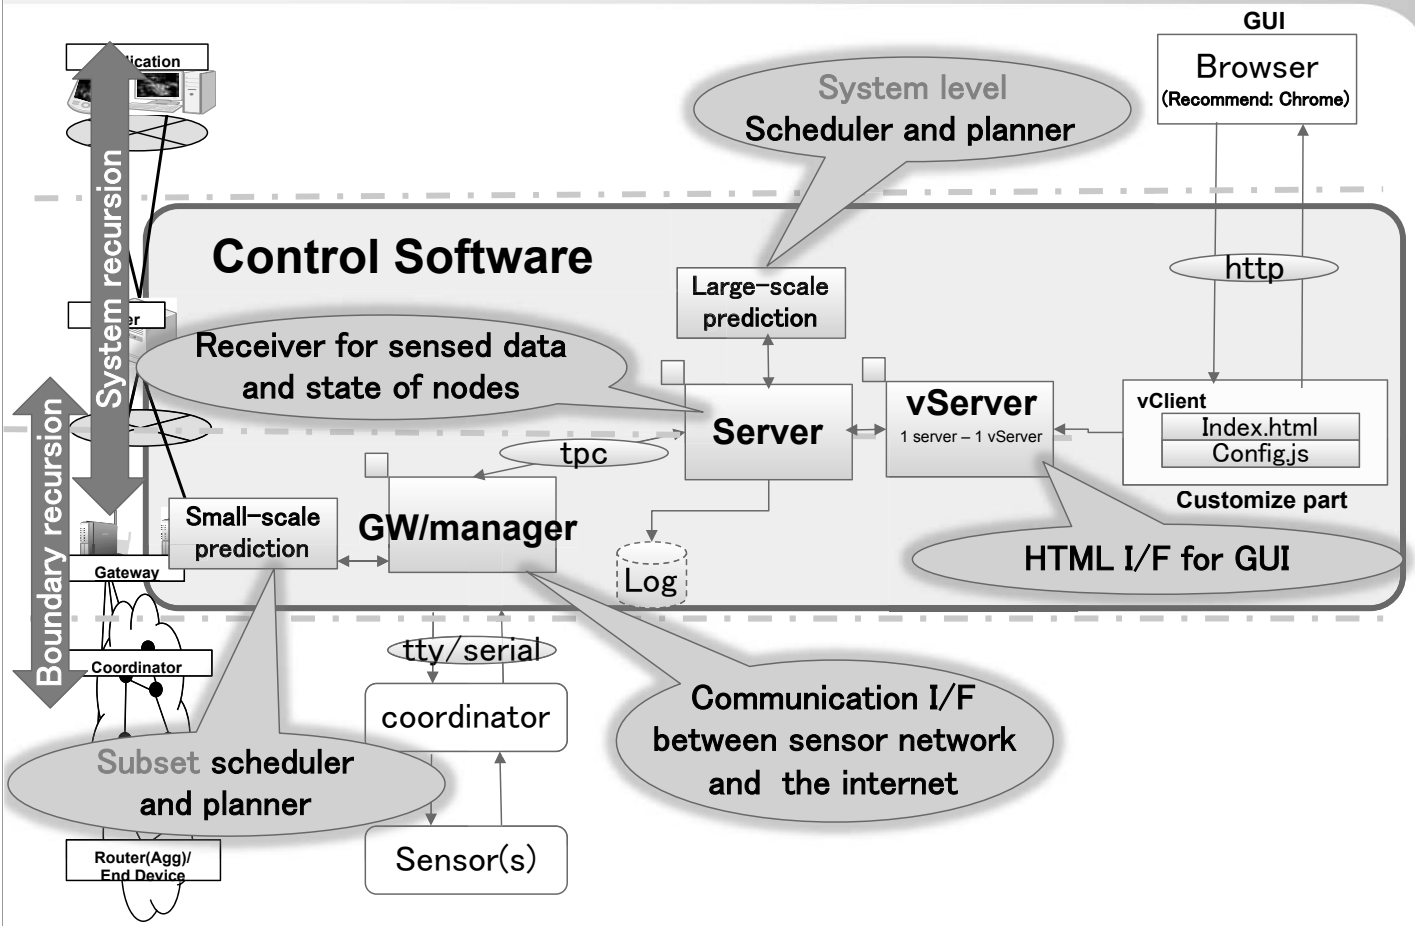 GUI
Browser
(Recommend: Chrome)
lication
System level
Scheduler and planner
System recursion
Control Software
http
Large-scale
prediction
er
Receiver for sensed data
and state of nodes
vServer
1 server – 1 vServer
vClient
Index.html
Config.js
Customize part
Server
tpc
Boundary recursion
Small-scale
prediction
GW/manager
HTML I/F for GUI
Log
Gateway
tty/serial
Coordinator
coordinator
Communication I/F
between sensor network
and the internet
Subset scheduler
and planner
Router(Agg)/
End Device
Sensor(s)